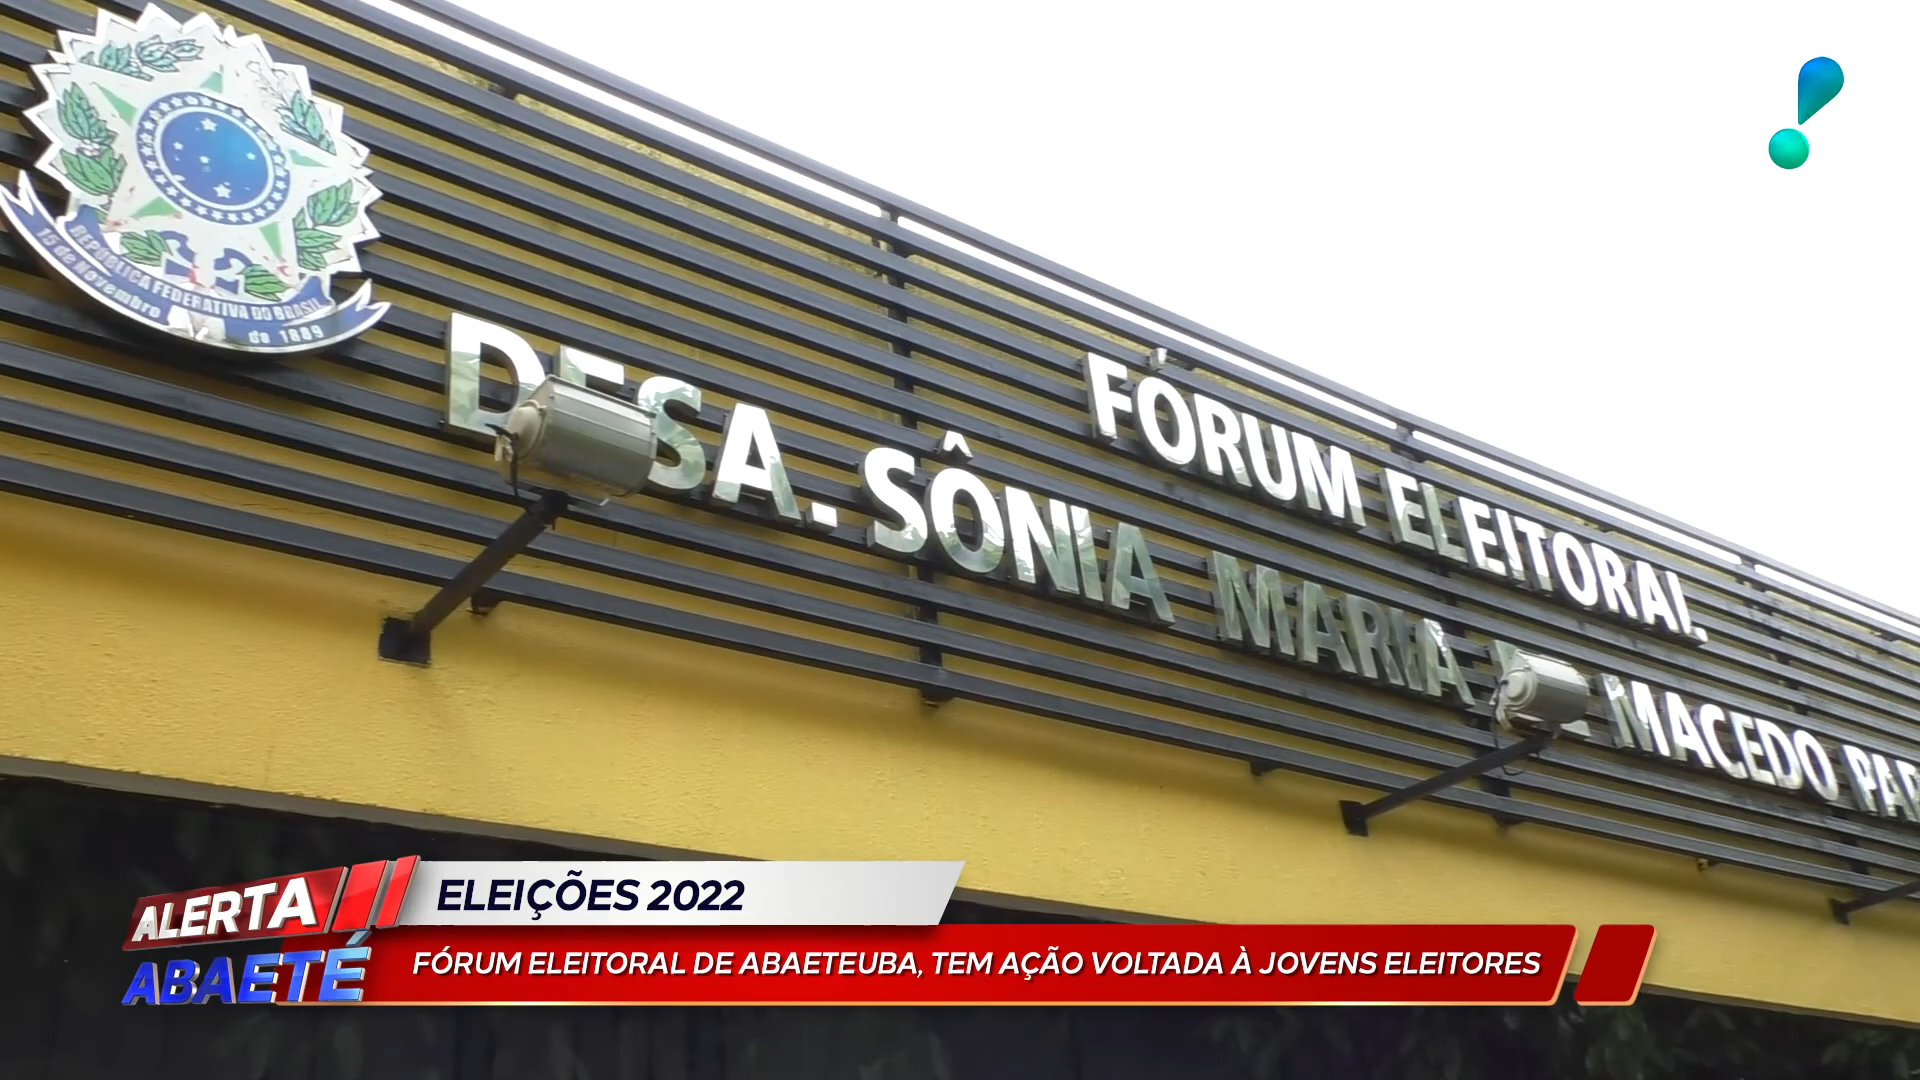 REPÚBLICA FEDERATIVA DO BRASIL
15 de Novembro de 1889
FÓRUM ELEITORAL
DESA. SÔNIA MARIA MACEDO
ALERTA
ABAETÉ
ELEIÇÕES 2022
FÓRUM ELEITORAL DE ABAETEUBA, TEM AÇÃO VOLTADA À JOVENS ELEITORES